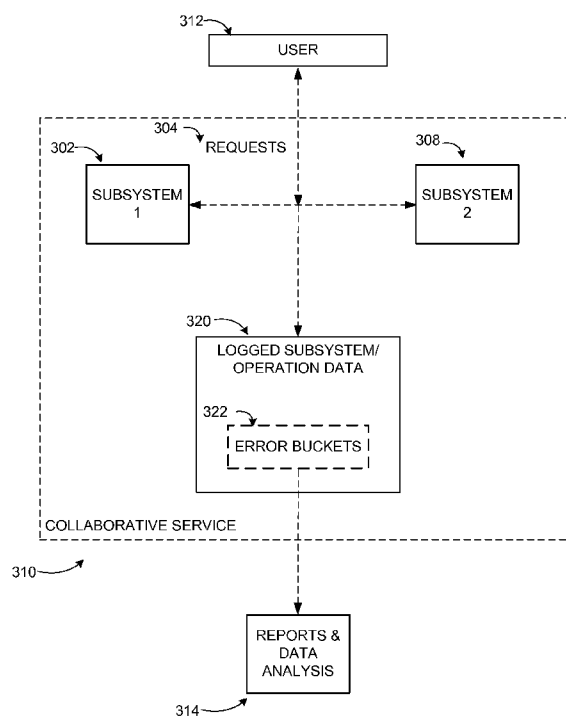 312
USER
304
REQUESTS
302
308
SUBSYSTEM
1
SUBSYSTEM
2
320
LOGGED SUBSYSTEM/
OPERATION DATA
322
ERROR BUCKETS
COLLABORATIVE SERVICE
310
REPORTS &
DATA
ANALYSIS
314